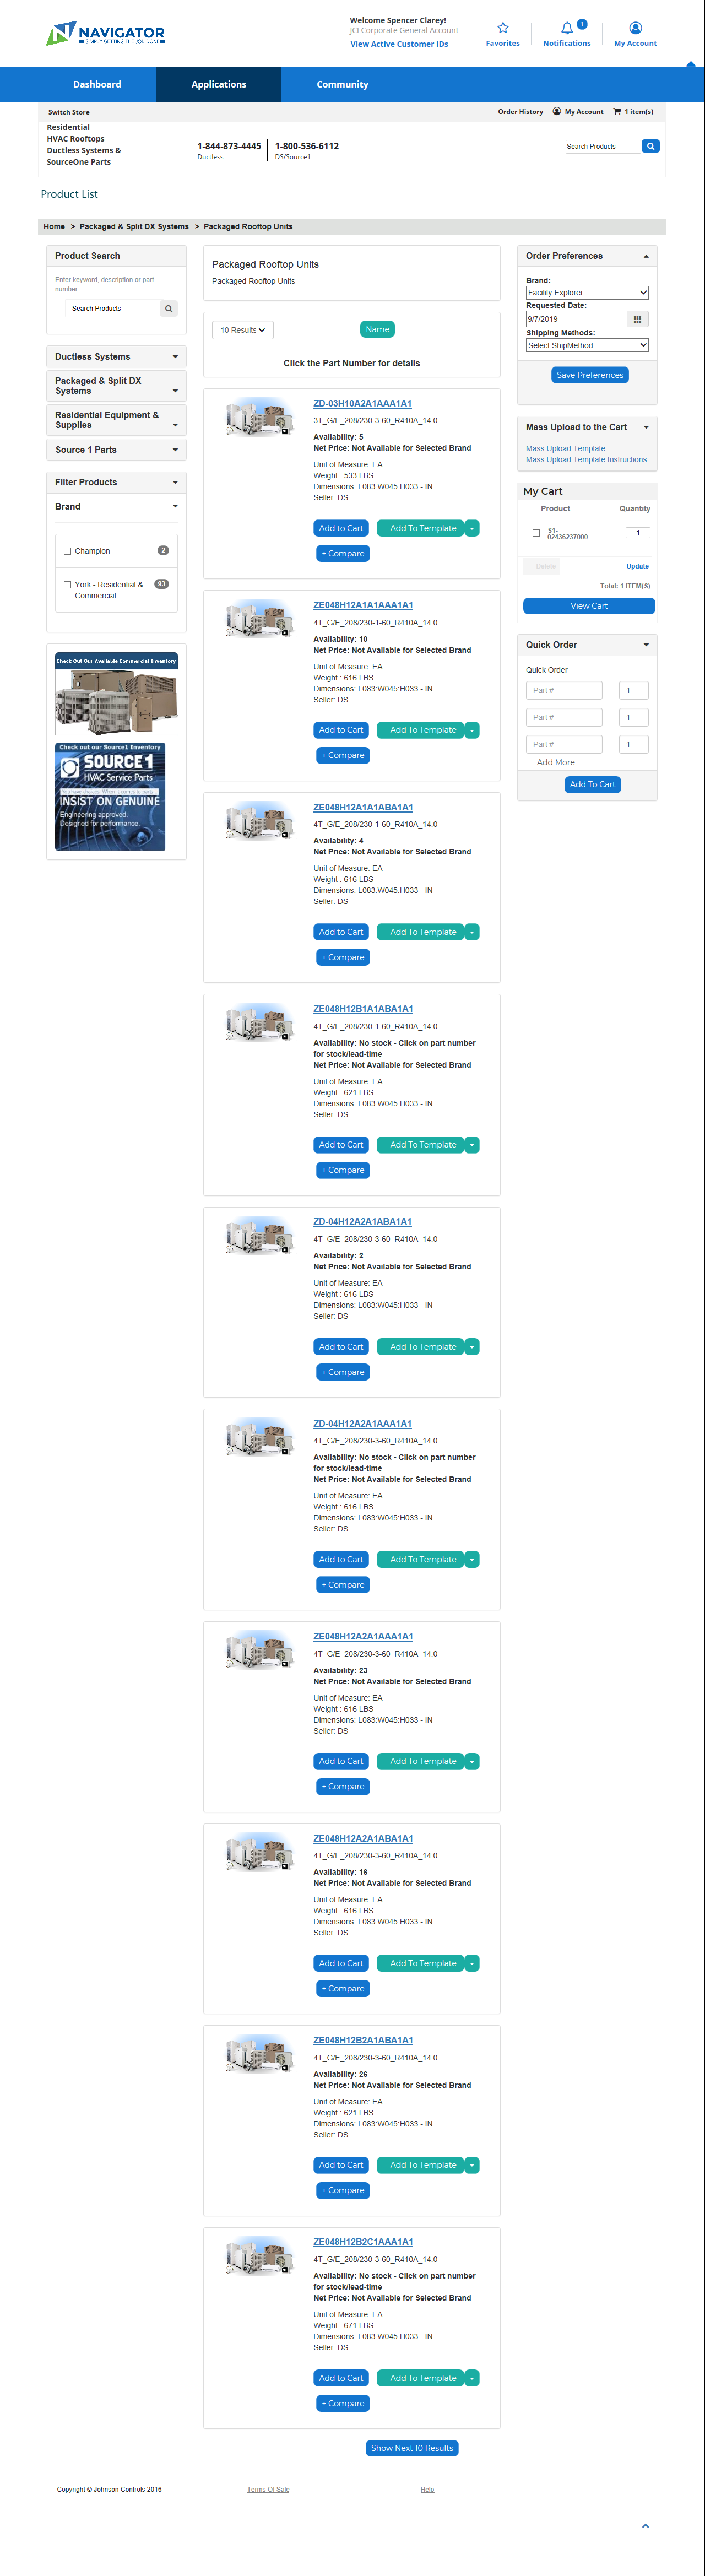 NAVIGATOR
Welcome Spencer Clarey!
JCI Corporate General Account
View Active Customer IDs
Favorites
1
Notifications
My Account
Dashboard
Applications
Community
Switch Store
Order History
My Account
1 item(s)
Residential
HVAC Rooftops
Ductless Systems &
SourceOne Parts
1-844-873-4445
Ductless
1-800-536-6112
DS/Source1
Search Products
Product List
Home > Packaged & Split DX Systems > Packaged Rooftop Units
Product Search
Enter keyword, description or part
number
Search Products
Ductless Systems
Packaged & Split DX
Systems
Residential Equipment &
Supplies
Source 1 Parts
Filter Products
Brand
Champion 2
York - Residential & 93
Commercial
Check Out Our Available Commercial Inventory
Check out our Source1 Inventory
SOURCE1
HVAC Service Parts
INSIST ON GENUINE
Engineering approved.
Designed for performance.
Packaged Rooftop Units
Packaged Rooftop Units
10 Results
Name
Click the Part Number for details
ZD-03H10A2A1AAA1A1
3T_G/E_208/230-3-60_R410A_14.0
Availability: 5
Net Price: Not Available for Selected Brand
Unit of Measure: EA
Weight : 533 LBS
Dimensions: L083:W045:H033 - IN
Seller: DS
Add to Cart
Add To Template
+ Compare
ZE048H12A1A1AAA1A1
4T_G/E_208/230-1-60_R410A_14.0
Availability: 10
Net Price: Not Available for Selected Brand
Unit of Measure: EA
Weight : 616 LBS
Dimensions: L083:W045:H033 - IN
Seller: DS
Add to Cart
Add To Template
+ Compare
ZE048H12A1A1ABA1A1
4T_G/E_208/230-1-60_R410A_14.0
Availability: 4
Net Price: Not Available for Selected Brand
Unit of Measure: EA
Weight : 616 LBS
Dimensions: L083:W045:H033 - IN
Seller: DS
Add to Cart
Add To Template
+ Compare
ZE048H12B1A1ABA1A1
4T_G/E_208/230-1-60_R410A_14.0
Availability: No stock - Click on part number
for stock/lead-time
Net Price: Not Available for Selected Brand
Unit of Measure: EA
Weight : 621 LBS
Dimensions: L083:W045:H033 - IN
Seller: DS
Add to Cart
Add To Template
+ Compare
ZD-04H12A2A1ABA1A1
4T_G/E_208/230-3-60_R410A_14.0
Availability: 2
Net Price: Not Available for Selected Brand
Unit of Measure: EA
Weight : 616 LBS
Dimensions: L083:W045:H033 - IN
Seller: DS
Add to Cart
Add To Template
+ Compare
ZD-04H12A2A1AAA1A1
4T_G/E_208/230-3-60_R410A_14.0
Availability: No stock - Click on part number
for stock/lead-time
Net Price: Not Available for Selected Brand
Unit of Measure: EA
Weight : 616 LBS
Dimensions: L083:W045:H033 - IN
Seller: DS
Add to Cart
Add To Template
+ Compare
ZE048H12A2A1AAA1A1
4T_G/E_208/230-3-60_R410A_14.0
Availability: 23
Net Price: Not Available for Selected Brand
Unit of Measure: EA
Weight : 616 LBS
Dimensions: L083:W045:H033 - IN
Seller: DS
Add to Cart
Add To Template
+ Compare
ZE048H12A2A1ABA1A1
4T_G/E_208/230-3-60_R410A_14.0
Availability: 16
Net Price: Not Available for Selected Brand
Unit of Measure: EA
Weight : 616 LBS
Dimensions: L083:W045:H033 - IN
Seller: DS
Add to Cart
Add To Template
+ Compare
ZE048H12B2A1ABA1A1
4T_G/E_208/230-3-60_R410A_14.0
Availability: 26
Net Price: Not Available for Selected Brand
Unit of Measure: EA
Weight : 621 LBS
Dimensions: L083:W045:H033 - IN
Seller: DS
Add to Cart
Add To Template
+ Compare
ZE048H12B2C1AAA1A1
4T_G/E_208/230-3-60_R410A_14.0
Availability: No stock - Click on part number
for stock/lead-time
Net Price: Not Available for Selected Brand
Unit of Measure: EA
Weight : 671 LBS
Dimensions: L083:W045:H033 - IN
Seller: DS
Add to Cart
Add To Template
+ Compare
Show Next 10 Results
Order Preferences
Brand:
Facility Explorer
Requested Date:
9/7/2019
Shipping Methods:
Select ShipMethod
Save Preferences
Mass Upload to the Cart
Mass Upload Template
Mass Upload Template Instructions
My Cart
Product
Quantity
S1-
02436237000
1
Delete
Update
Total: 1 ITEM(S)
View Cart
Quick Order
Quick Order
Part # 1
Part # 1
Part # 1
Add More
Add To Cart
Copyright © Johnson Controls 2016
Terms Of Sale
Help